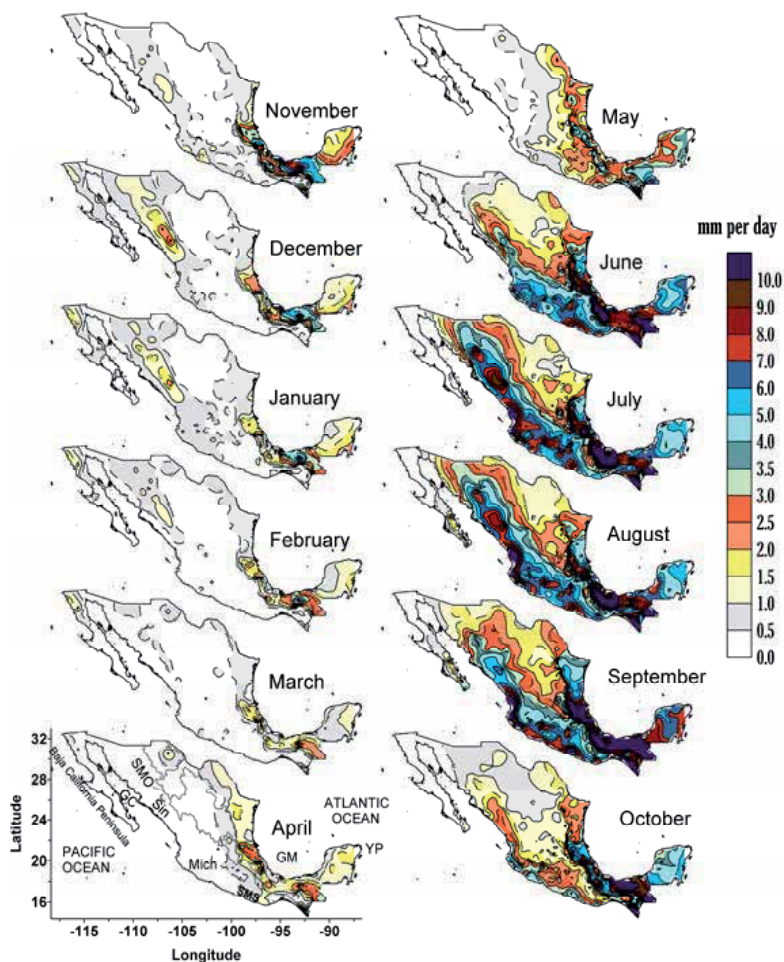 November
December
January
February
March
April
32
28
24
20
16
Latitude
Baja California Peninsula
GC
SMO
Sin
Mich
SMS
GM
YP
PACIFIC
OCEAN
ATLANTIC
OCEAN
-115
-110
-105
-100
-95
-90
Longitude
May
June
July
August
September
October
mm per day
10.0
9.0
8.0
7.0
6.0
5.0
4.0
3.5
3.0
2.5
2.0
1.5
1.0
0.5
0.0